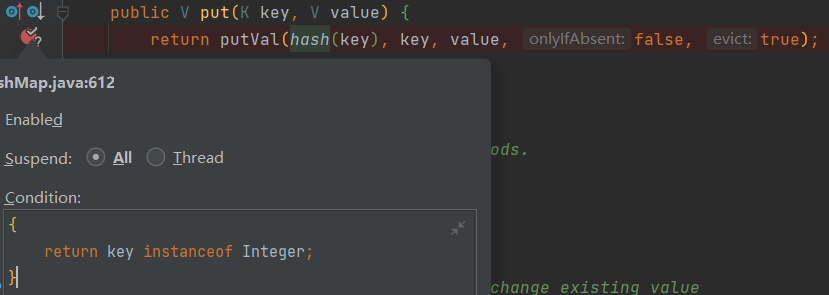 public V put(K key, V value) {
return putVal(hash(key), key, value, onlyIfAbsent: false, evict: true);
shMap.java:612
Enabled
ods.
Suspend: All Thread
Condition:
{
return key instanceof Integer;
}
change existing value